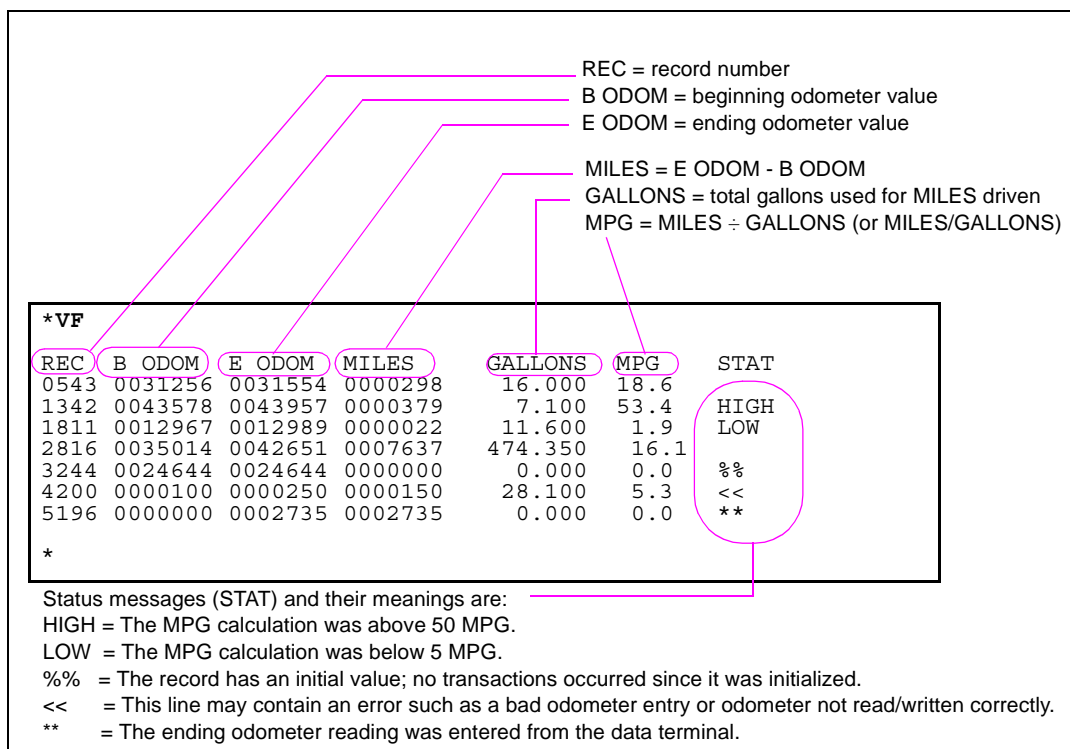 REC = record number
B ODOM = beginning odometer value
E ODOM = ending odometer value
MILES = E ODOM - B ODOM
GALLONS = total gallons used for MILES driven
MPG = MILES ÷ GALLONS (or MILES/GALLONS)
*VF
REC B ODOM E ODOM MILES GALLONS MPG STAT
0543 0031256 0031554 0000298 16.000 18.6
1342 0043578 0043957 0000379 7.100 53.4 HIGH
1811 0012967 0012989 0000022 11.600 1.9 LOW
2816 0035014 0042651 0007637 474.350 16.1
3244 0024644 0024644 0000000 0.000 0.0 %%
4200 0000100 0000250 0000150 28.100 5.3 <<
5196 0000000 0002735 0002735 0.000 0.0 **
*
Status messages (STAT) and their meanings are:
HIGH = The MPG calculation was above 50 MPG.
LOW = The MPG calculation was below 5 MPG.
%% = The record has an initial value; no transactions occurred since it was initialized.
<< = This line may contain an error such as a bad odometer entry or odometer not read/written correctly.
** = The ending odometer reading was entered from the data terminal.